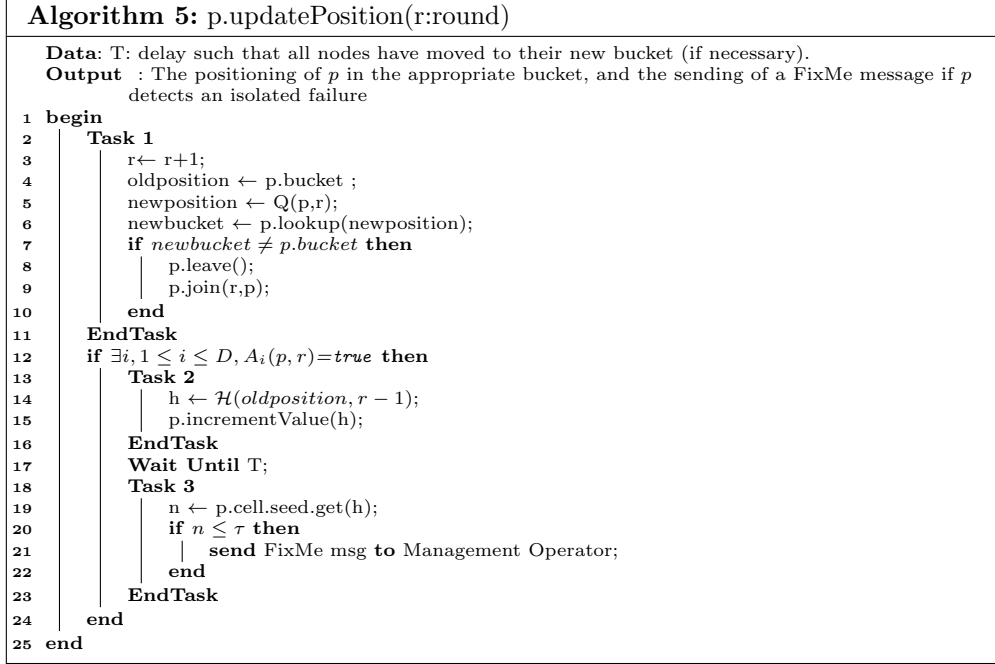 Algorithm 5: p.updatePosition(r:round)
Data: T: delay such that all nodes have moved to their new bucket (if necessary).
Output : The positioning of p in the appropriate bucket, and the sending of a FixMe message if p
detects an isolated failure
1 begin
2 Task 1
3 r← r+1;
4 oldposition ← p.bucket ;
5 newposition ← Q(p,r);
6 newbucket ← p.lookup(newposition);
7 if newbucket ≠ p.bucket then
8 p.leave();
9 p.join(r,p);
10 end
11 EndTask
12 if ∃i, 1 ≤ i ≤ D, A_i(p, r)=true then
13 Task 2
14 h ← ℋ(oldposition, r − 1);
15 p.incrementValue(h);
16 EndTask
17 Wait Until T;
18 Task 3
19 n ← p.cell.seed.get(h);
20 if n ≤ τ then
21 send FixMe msg to Management Operator;
22 end
23 EndTask
24 end
25 end